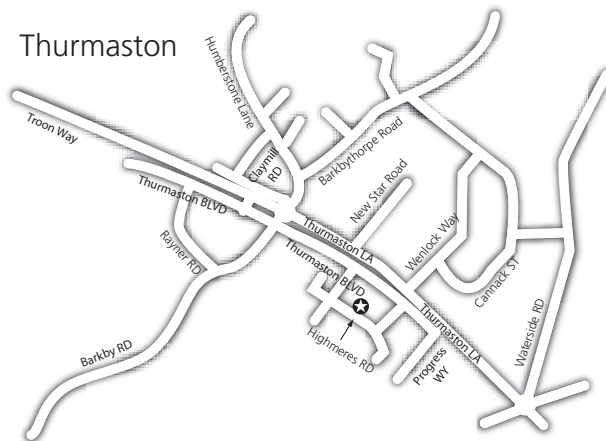 Thurmaston
Humberstone Lane
Troon Way
Claymill
RD
Barkbythorpe Road
Thurmaston BLVD
New Star Road
Rayner RD
Thurmaston LA
Wenlock Way
Thurmaston BLVD
Cannack ST
Highmeres RD
Thurmaston LA
Waterside RD
Barkby RD
Progress
WY